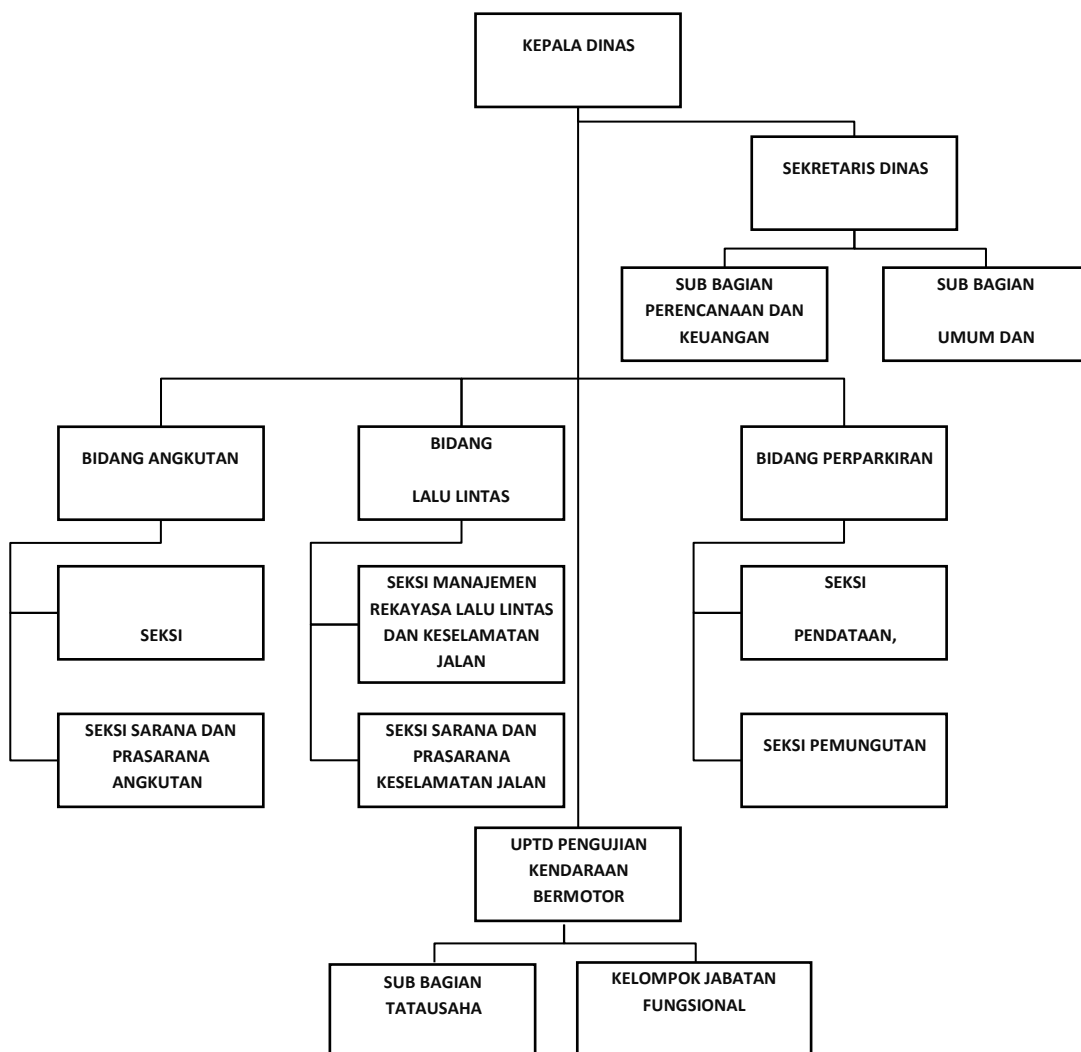 KEPALA DINAS
SEKRETARIS DINAS
SUB BAGIAN
PERENCANAAN DAN
KEUANGAN
SUB BAGIAN
UMUM DAN
BIDANG ANGKUTAN
BIDANG
LALU LINTAS
BIDANG PERPARKIRAN
SEKSI
SEKSI MANAJEMEN
REKAYASA LALU LINTAS
DAN KESELAMATAN
JALAN
SEKSI
PENDATAAN,
SEKSI SARANA DAN
PRASARANA
ANGKUTAN
SEKSI SARANA DAN
PRASARANA
KESELAMATAN JALAN
SEKSI PEMUNGUTAN
UPTD PENGUJIAN
KENDARAAN
BERMOTOR
SUB BAGIAN
TATAUSAHA
KELOMPOK JABATAN
FUNGSIONAL